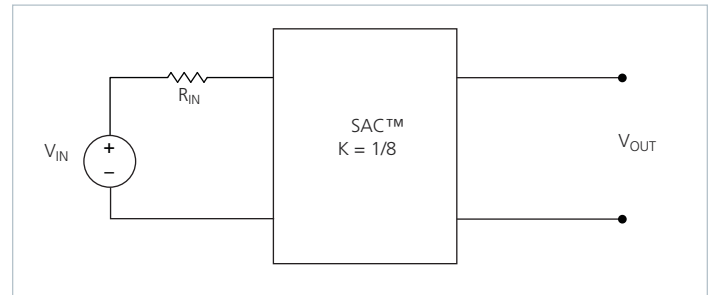 R_IN
SAC™
K = 1/8
V_IN
+
–
V_OUT